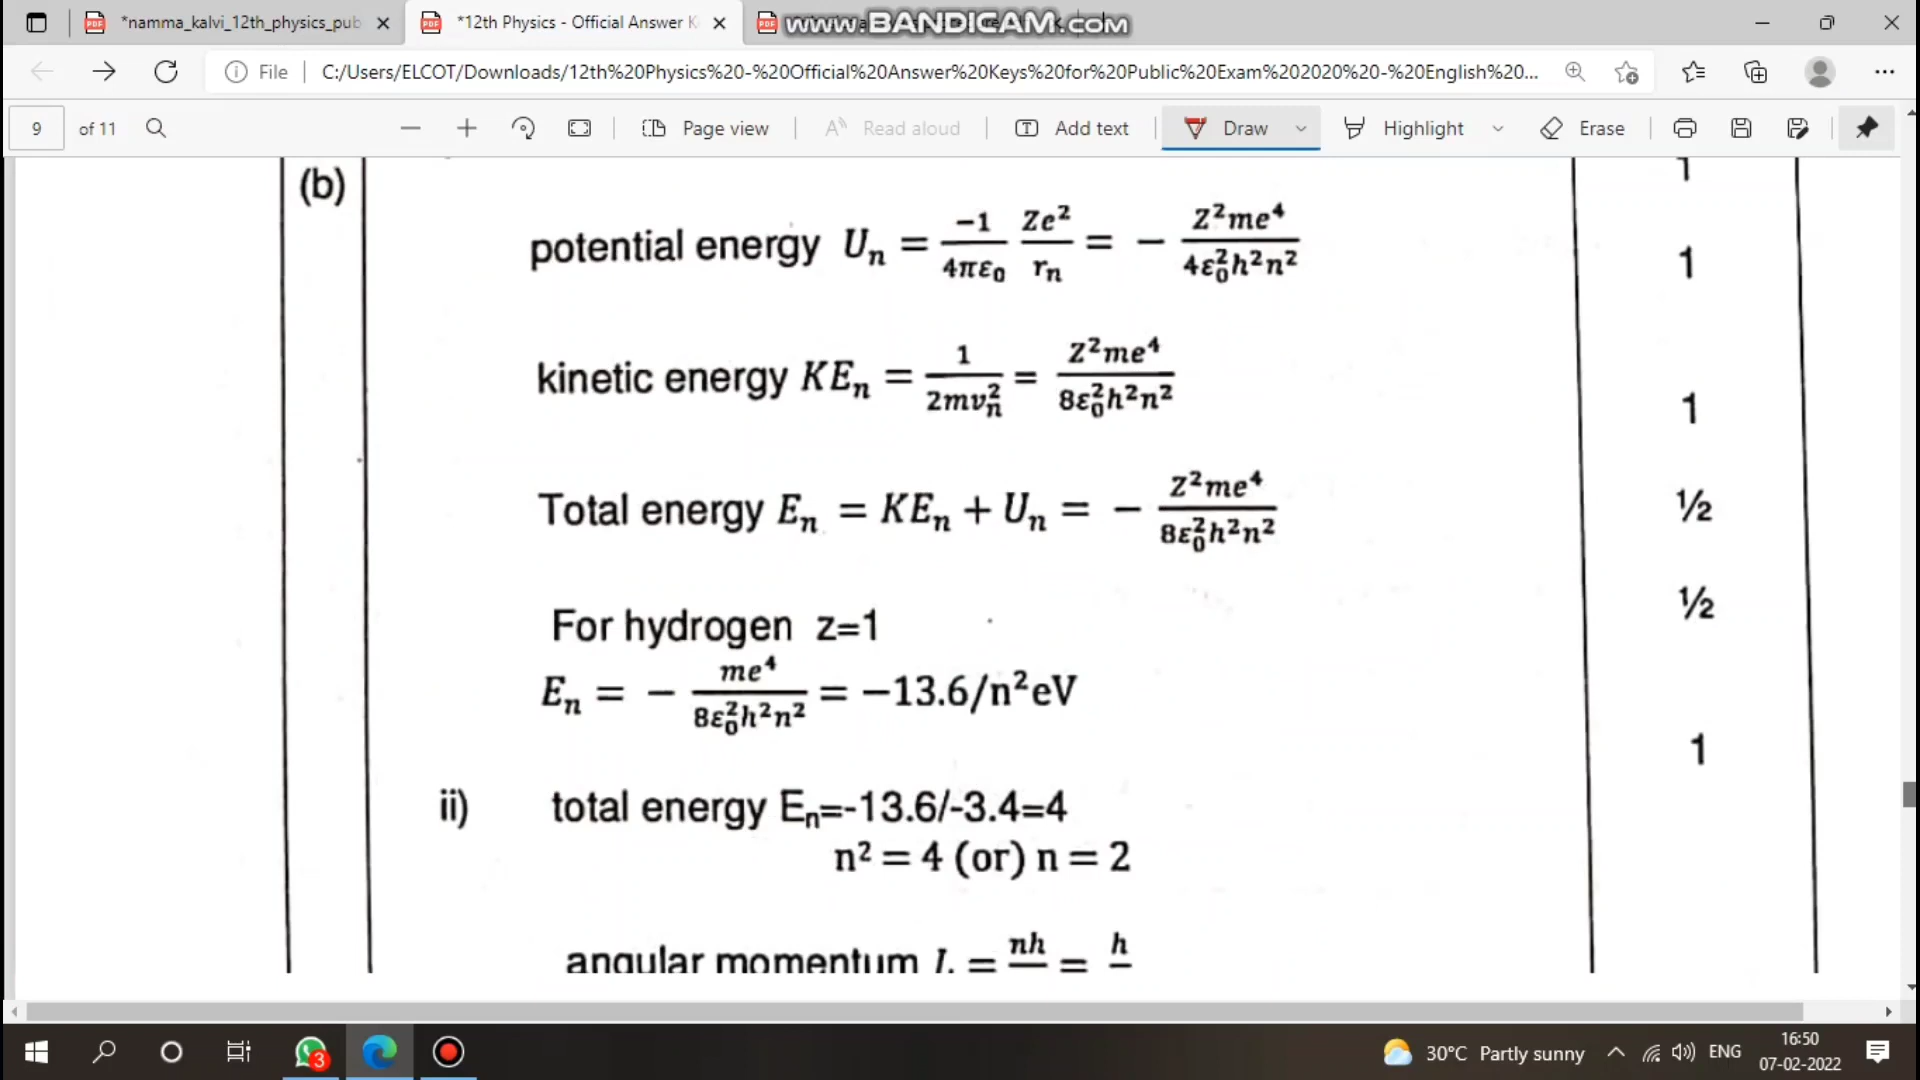 *namma_kalvi_12th_physics_pub
*12th Physics - Official Answer K
www.BANDICAM.com
File
C:/Users/ELCOT/Downloads/12th%20Physics%20-%20Official%20Answer%20Keys%20for%20Public%20Exam%202020%20-%20English%20...
9 of 11
Page view
Read aloud
Add text
Draw
Highlight
Erase
(b)
1
potential energy Uₙ = −1/4πε₀ Ze²/rₙ = − Z²me⁴/4ε₀²h²n²
1
kinetic energy KEₙ = 1/2mvₙ² = Z²me⁴/8ε₀²h²n²
1
Total energy Eₙ = KEₙ + Uₙ = − Z²me⁴/8ε₀²h²n²
½
For hydrogen z=1
½
Eₙ = − me⁴/8ε₀²h²n² = −13.6/n²eV
1
ii) total energy Eₙ=-13.6/-3.4=4
n² = 4 (or) n = 2
angular momentum L = nh = h
3
30°C Partly sunny
ENG
16:50
07-02-2022